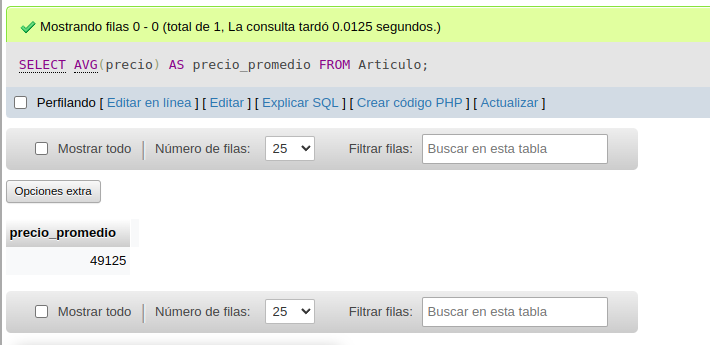 Mostrando filas 0 - 0 (total de 1, La consulta tardó 0.0125 segundos.)
SELECT AVG(precio) AS precio_promedio FROM Articulo;
Perfilando [ Editar en línea ] [ Editar ] [ Explicar SQL ] [ Crear código PHP ] [ Actualizar ]
Mostrar todo Número de filas: 25 Filtrar filas: Buscar en esta tabla
Opciones extra
precio_promedio
49125
Mostrar todo Número de filas: 25 Filtrar filas: Buscar en esta tabla